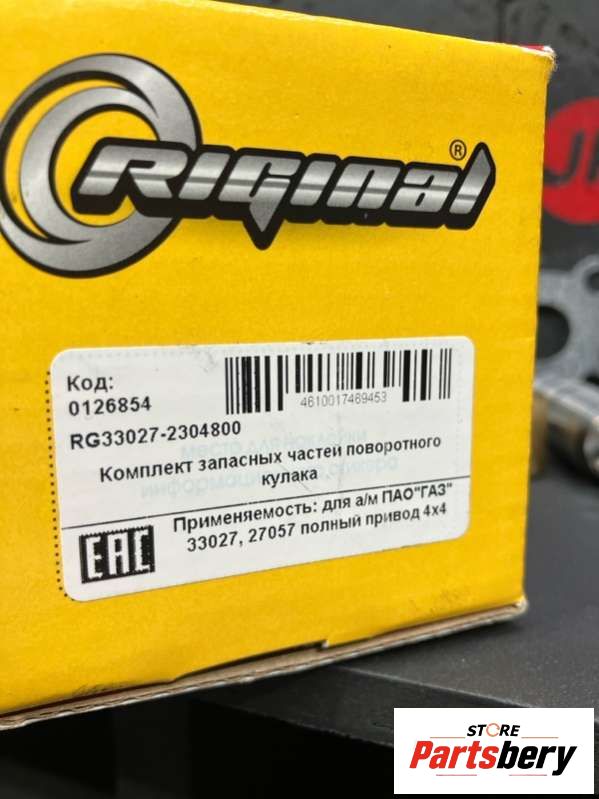 Original®
Код:
0126854
4610017469453
RG33027-2304800
Комплект запасных частей поворотного
кулака
Применяемость: для а/м ПАО"ГАЗ"
33027, 27057 полный привод 4х4
EAC
STORE
Partsbery